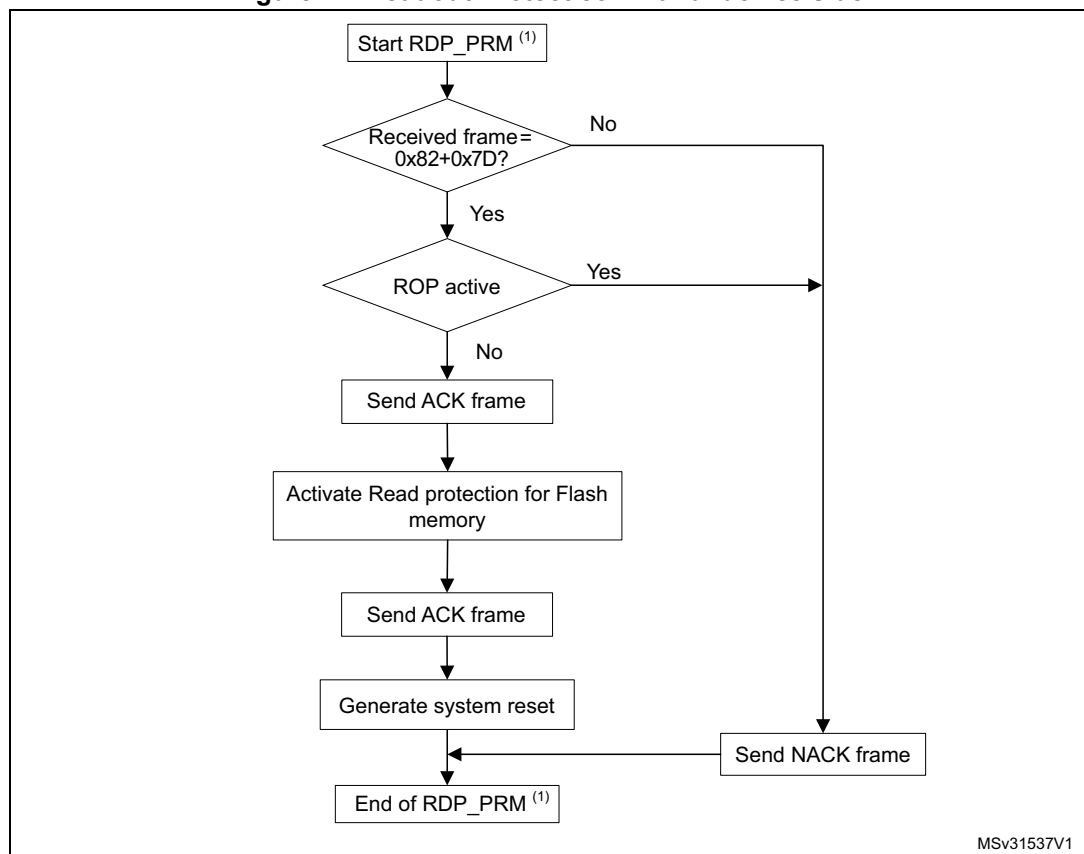 Start RDP_PRM (1)
Received frame=
0x82+0x7D?
No
Yes
ROP active
Yes
No
Send ACK frame
Activate Read protection for Flash
memory
Send ACK frame
Generate system reset
Send NACK frame
End of RDP_PRM (1)
MSv31537V1